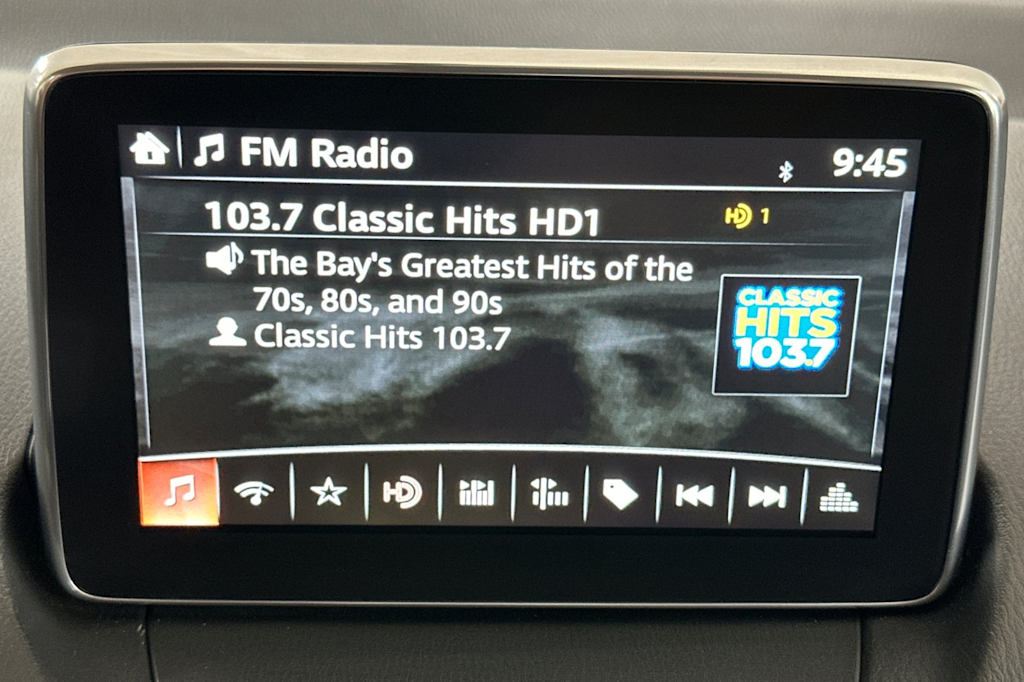 FM Radio
9:45
103.7 Classic Hits HD1
HD 1
The Bay's Greatest Hits of the
70s, 80s, and 90s
Classic Hits 103.7
CLASSIC
HITS
103.7
HD